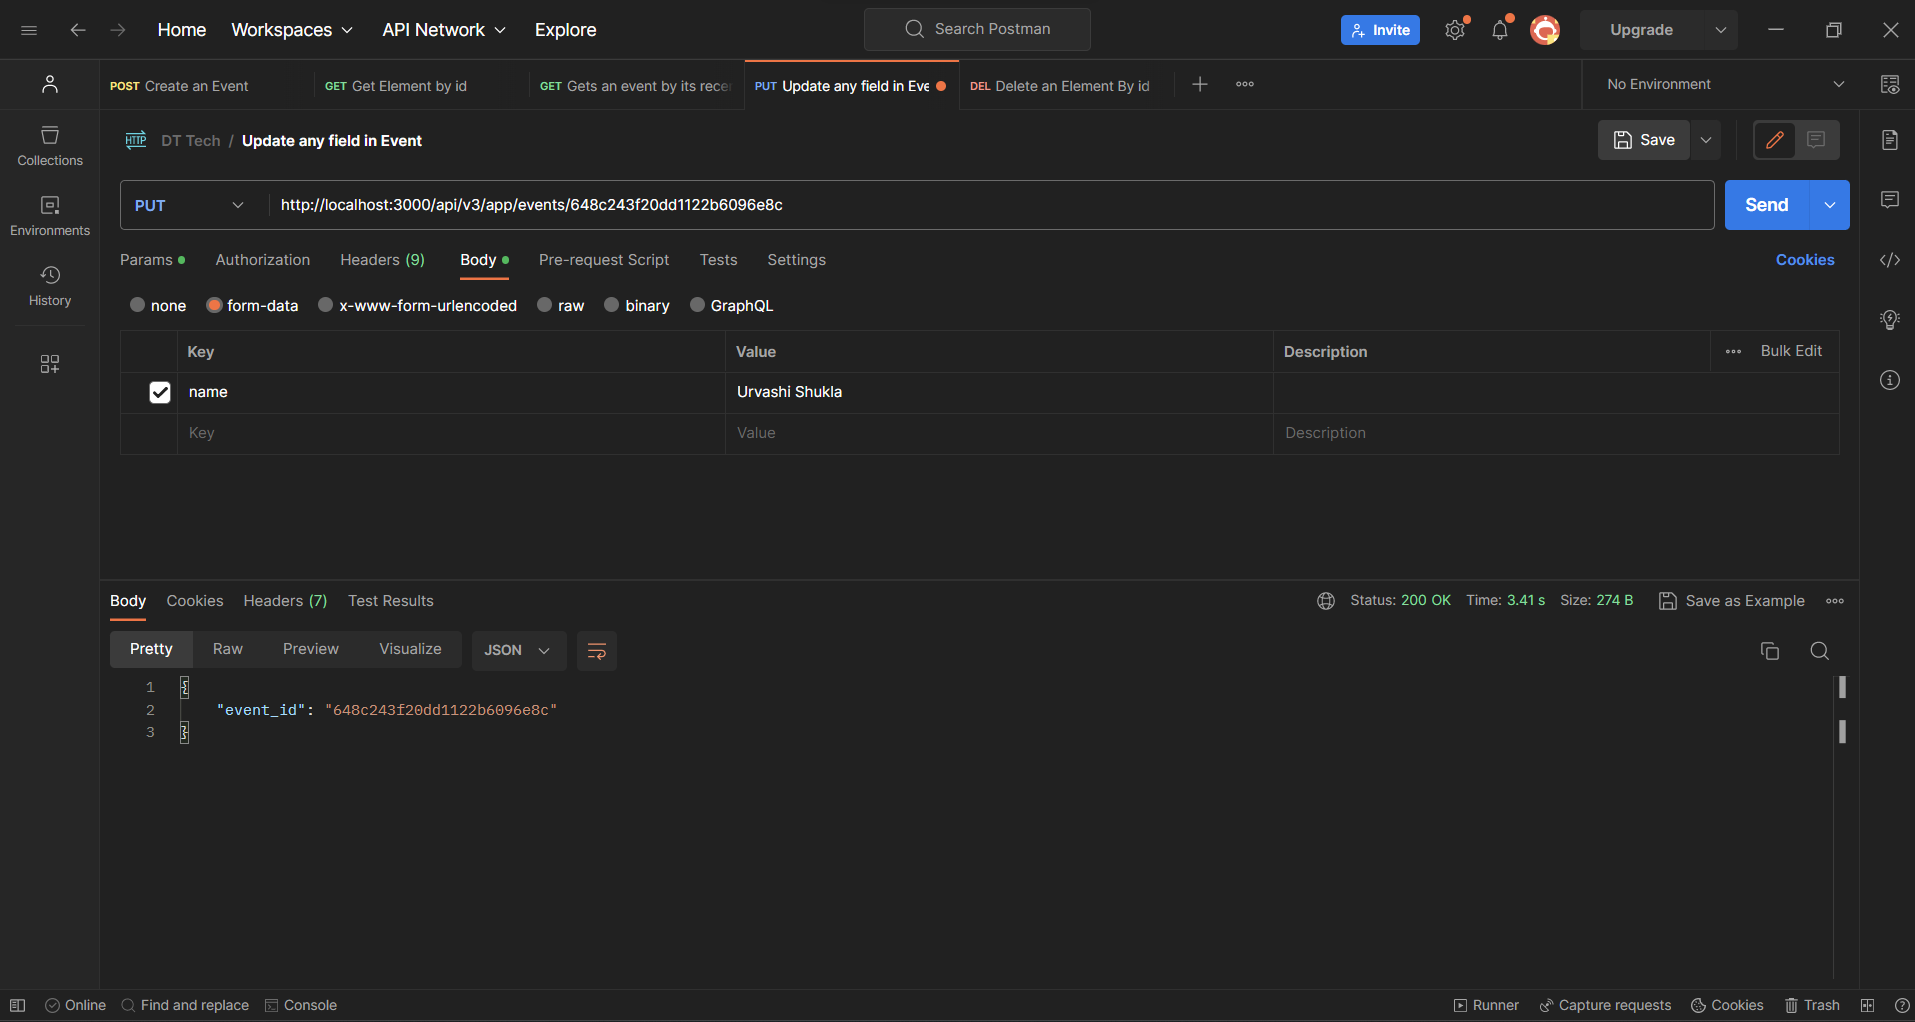 Home Workspaces API Network Explore Search Postman Invite Upgrade
POST Create an Event GET Get Element by id GET Gets an event by its recen PUT Update any field in Eve DEL Delete an Element By id No Environment
HTTP DT Tech / Update any field in Event Save
Collections
PUT http://localhost:3000/api/v3/app/events/648c243f20dd1122b6096e8c Send
Environments
Params Authorization Headers (9) Body Pre-request Script Tests Settings Cookies
History
none form-data x-www-form-urlencoded raw binary GraphQL
Key Value Description Bulk Edit
name Urvashi Shukla
Key Value Description
Body Cookies Headers (7) Test Results Status: 200 OK Time: 3.41 s Size: 274 B Save as Example
Pretty Raw Preview Visualize JSON
1 {
2 "event_id": "648c243f20dd1122b6096e8c"
3 }
Online Find and replace Console Runner Capture requests Cookies Trash